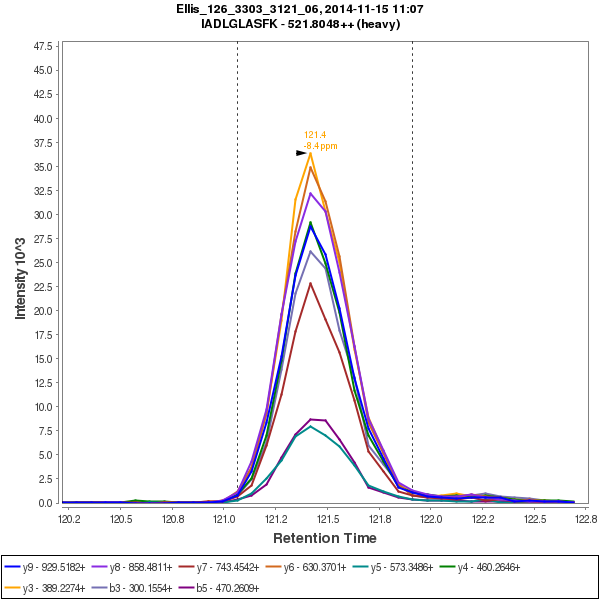 Ellis_126_3303_3121_06, 2014-11-15 11:07
IADLGLASFK - 521.8048++ (heavy)
47.5
45.0
42.5
40.0
37.5
35.0
32.5
30.0
27.5
25.0
22.5
20.0
17.5
15.0
12.5
10.0
7.5
5.0
2.5
0.0
Intensity 10^3
121.4
-8.4 ppm
120.2 120.5 120.8 121.0 121.2 121.5 121.8 122.0 122.2 122.5 122.8
Retention Time
y9 - 929.5182+ y8 - 858.4811+ y7 - 743.4542+ y6 - 630.3701+ y5 - 573.3486+ y4 - 460.2646+
y3 - 389.2274+ b3 - 300.1554+ b5 - 470.2609+